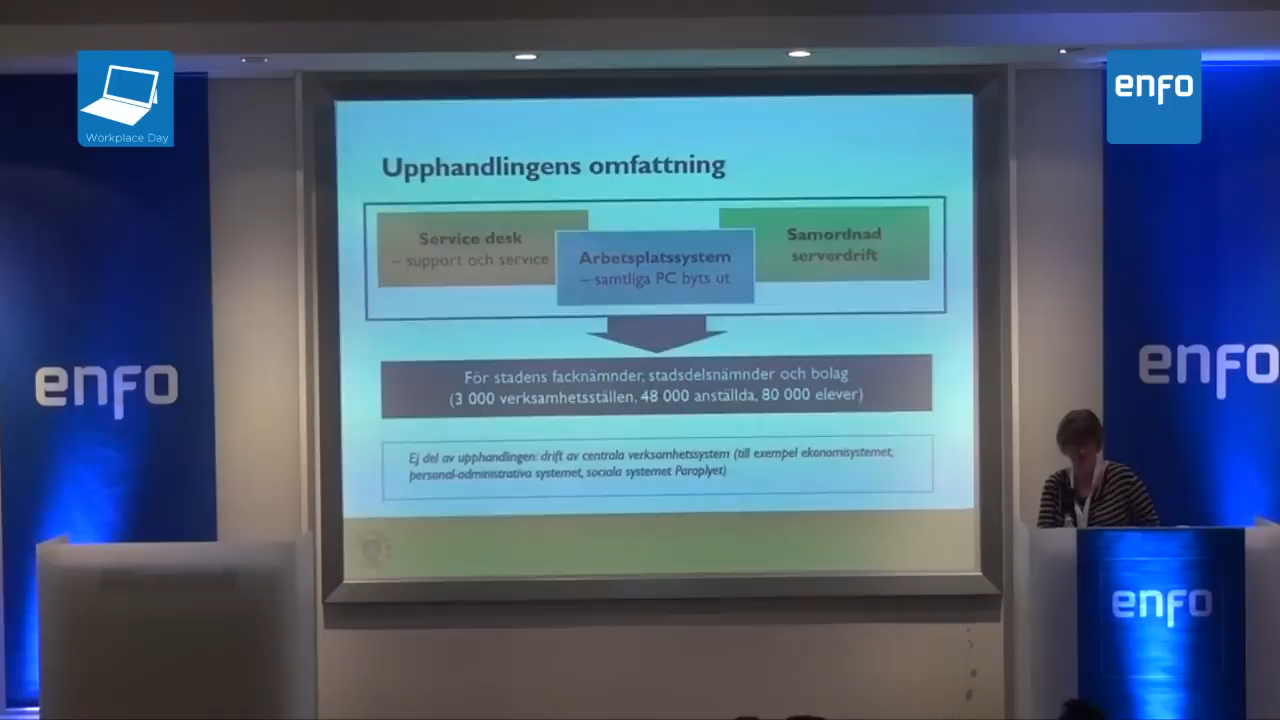 Workplace Day
enfo
Upphandlingens omfattning
Service desk
– support och service
Arbetsplatssystem
– samtliga PC byts ut
Samordnad
serverdrift
För stadens facknämnder, stadsdelsnämnder och bolag
(3 000 verksamhetsställen, 48 000 anställda, 80 000 elever)
Ej del av upphandlingen: drift av centrala verksamhetssystem (till exempel ekonomisystemet,
personal-administrativa systemet, sociala systemet Paraplyet)
enfo
enfo
enfo